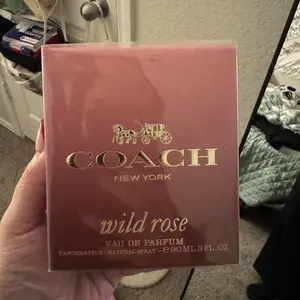 COACH
NEW YORK
wild rose
EAU DE PARFUM
VAPORISATEUR / NATURAL SPRAY - ℮ 90 ML 3 FL. OZ